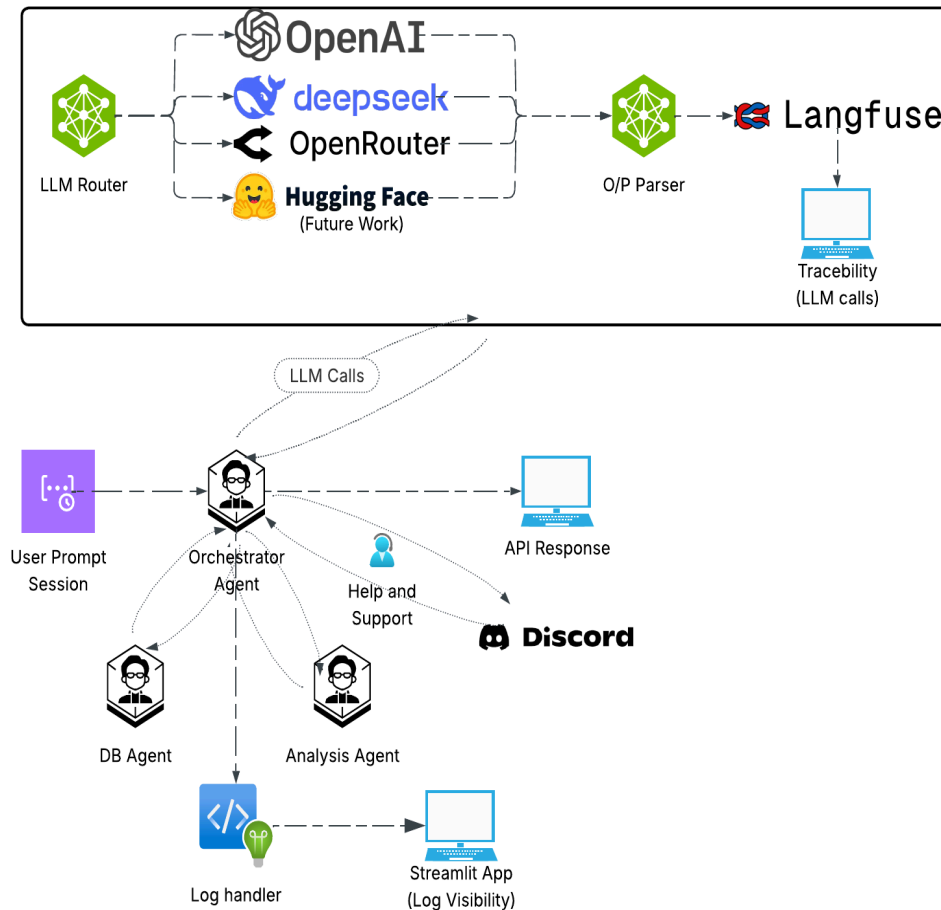 OpenAI
deepseek
OpenRouter
Hugging Face
(Future Work)
LLM Router
O/P Parser
Langfuse
Tracebility
(LLM calls)
LLM Calls
[...]
User Prompt
Session
Orchestrator
Agent
API Response
Help and
Support
Discord
DB Agent
Analysis Agent
</>
Log handler
Streamlit App
(Log Visibility)